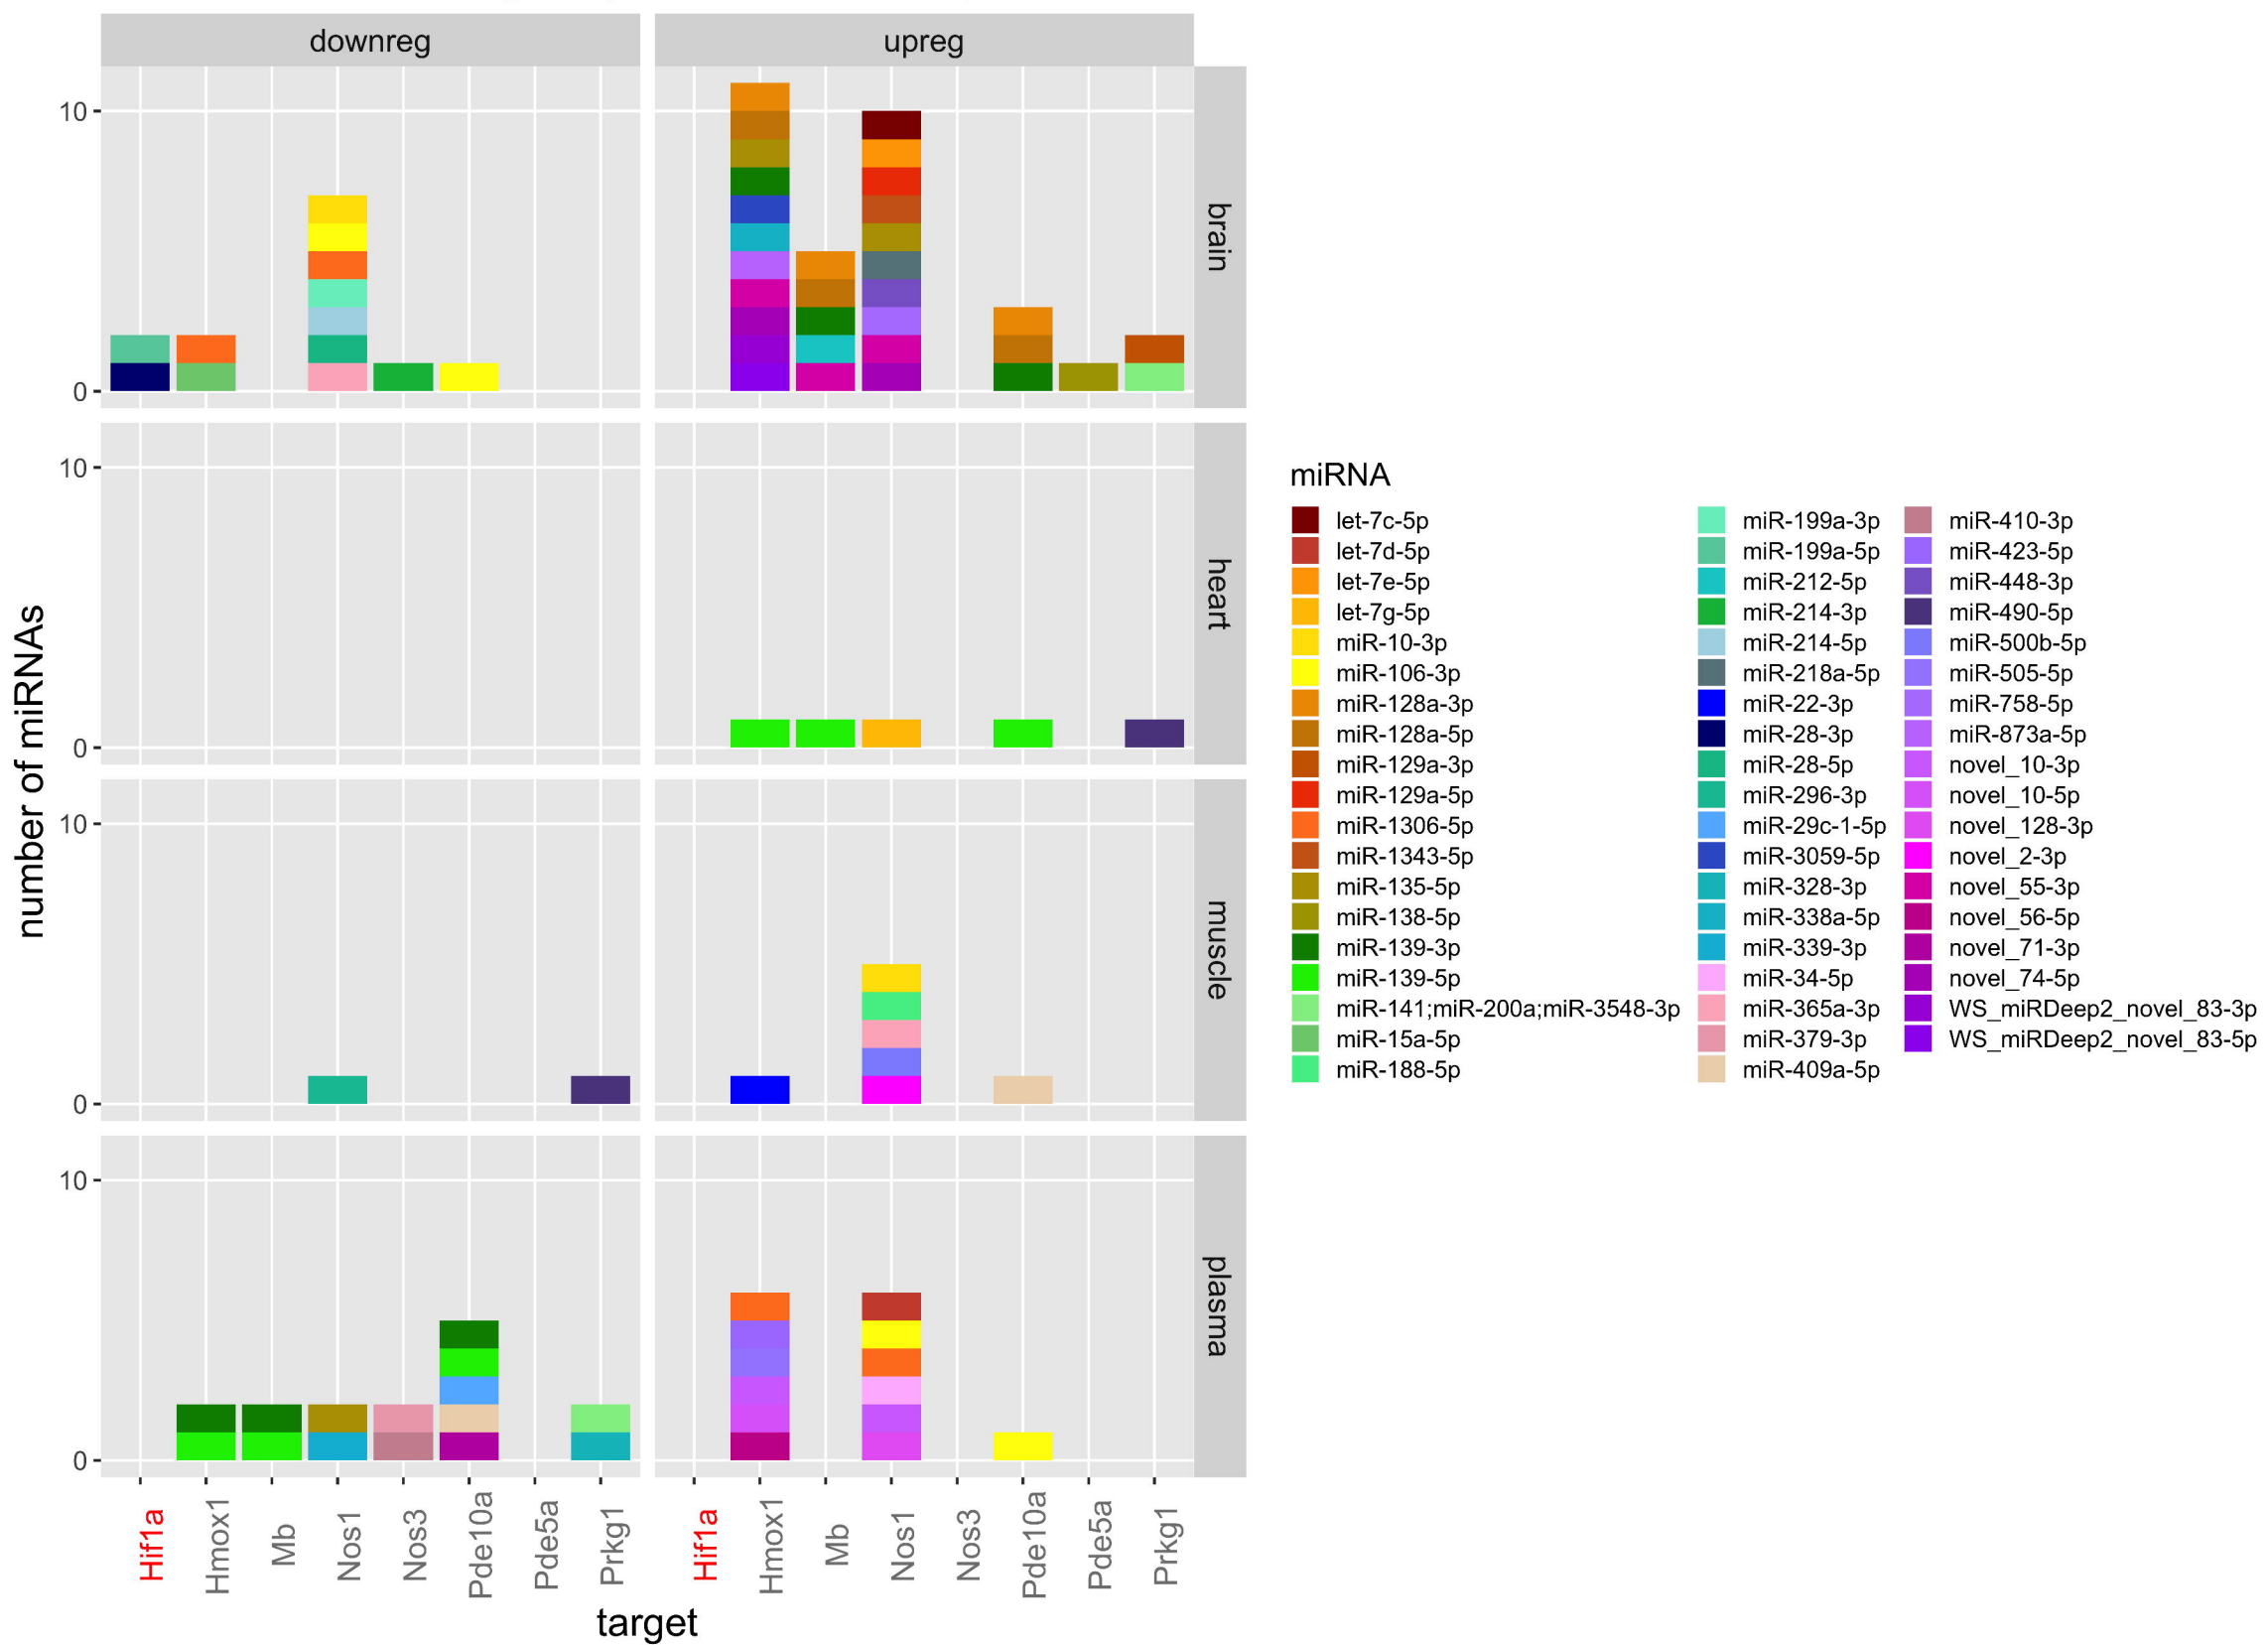 downreg
upreg
10
0
brain
10
0
heart
10
0
muscle
10
0
plasma
number of miRNAs
Hif1a
Hmox1
Mb
Nos1
Nos3
Pde10a
Pde5a
Prkg1
Hif1a
Hmox1
Mb
Nos1
Nos3
Pde10a
Pde5a
Prkg1
target
miRNA
let-7c-5p
let-7d-5p
let-7e-5p
let-7g-5p
miR-10-3p
miR-106-3p
miR-128a-3p
miR-128a-5p
miR-129a-3p
miR-129a-5p
miR-1306-5p
miR-1343-5p
miR-135-5p
miR-138-5p
miR-139-3p
miR-139-5p
miR-141;miR-200a;miR-3548-3p
miR-15a-5p
miR-188-5p
miR-199a-3p
miR-199a-5p
miR-212-5p
miR-214-3p
miR-214-5p
miR-218a-5p
miR-22-3p
miR-28-3p
miR-28-5p
miR-296-3p
miR-29c-1-5p
miR-3059-5p
miR-328-3p
miR-338a-5p
miR-339-3p
miR-34-5p
miR-365a-3p
miR-379-3p
miR-409a-5p
miR-410-3p
miR-423-5p
miR-448-3p
miR-490-5p
miR-500b-5p
miR-505-5p
miR-758-5p
miR-873a-5p
novel_10-3p
novel_10-5p
novel_128-3p
novel_2-3p
novel_55-3p
novel_56-5p
novel_71-3p
novel_74-5p
WS_miRDeep2_novel_83-3p
WS_miRDeep2_novel_83-5p